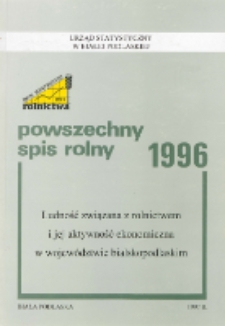 URZĄD STATYSTYCZNY
W BIAŁEJ PODLASKIEJ
rolnictwa
powszechny
spis rolny 1996
Ludność związana z rolnictwem
i jej aktywność ekonomiczna
w województwie bialskopodlaskim
BIAŁA PODLASKA